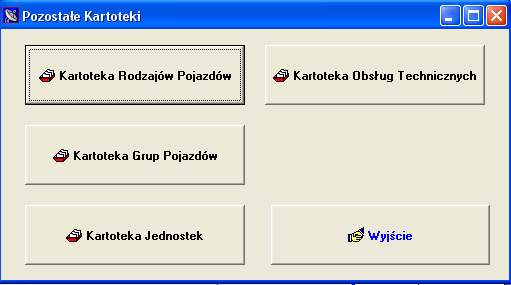 Pozostałe Kartoteki
Kartoteka Rodzajów Pojazdów
Kartoteka Obsług Technicznych
Kartoteka Grup Pojazdów
Kartoteka Jednostek
Wyjście